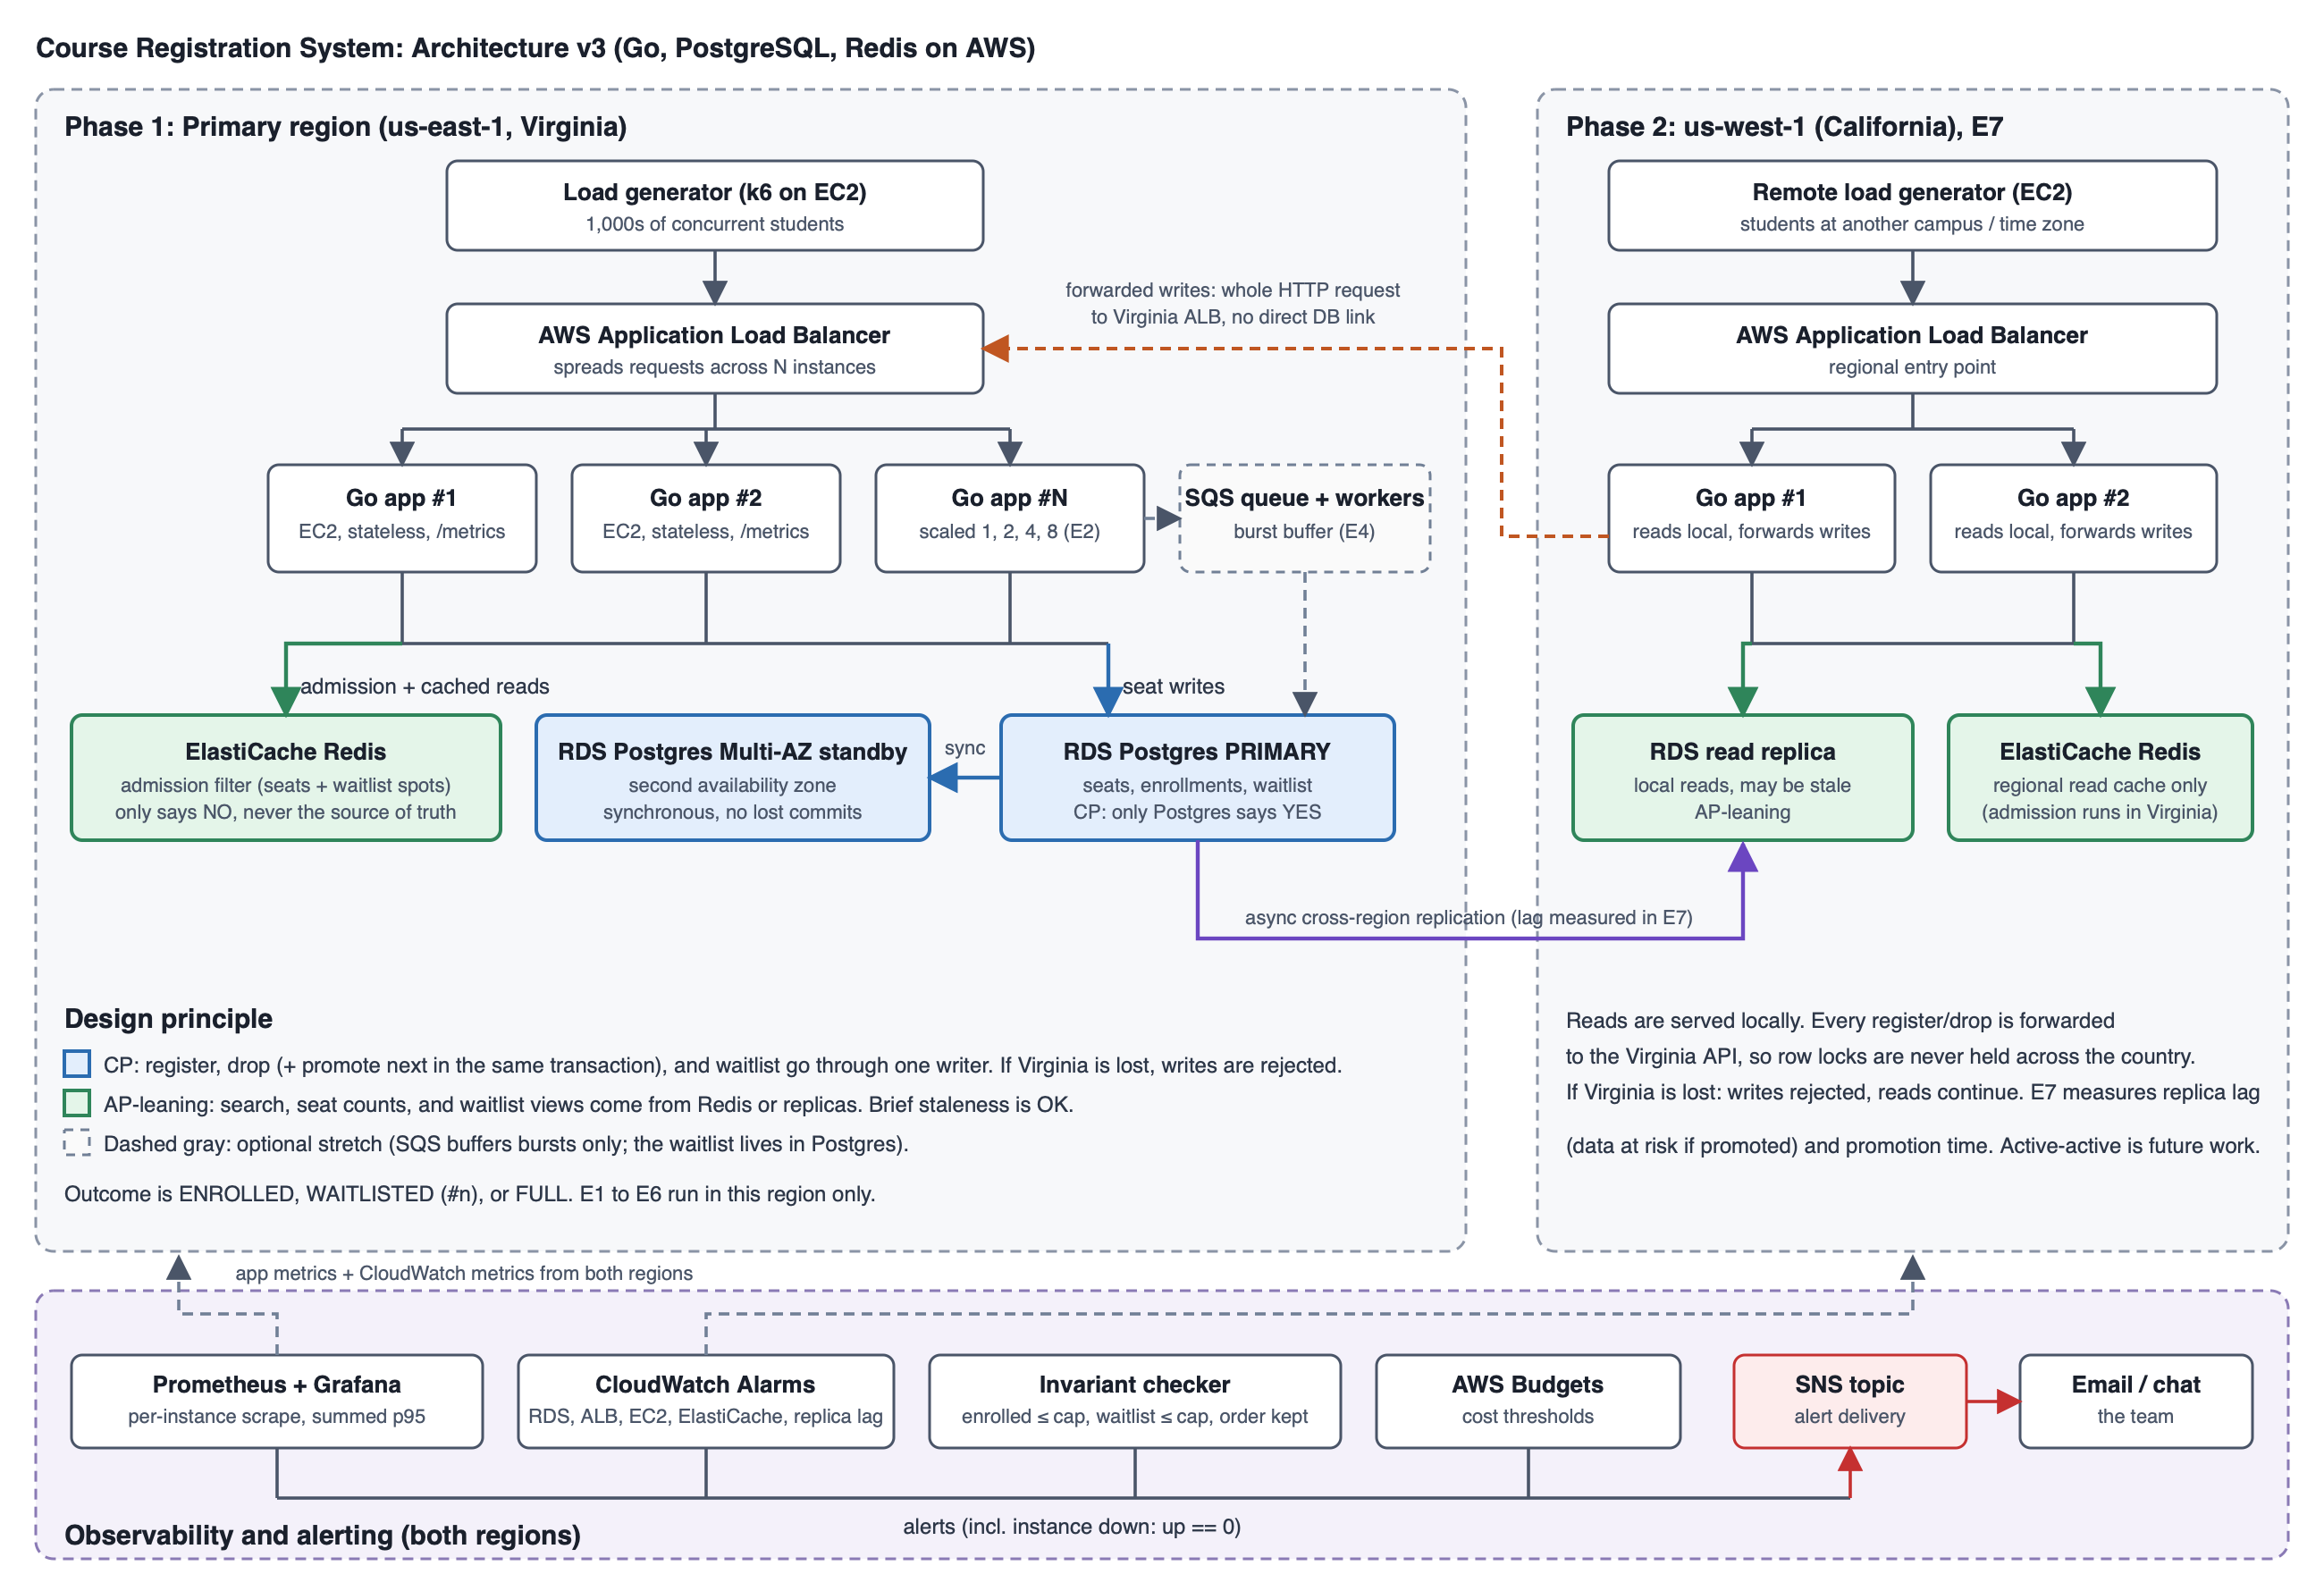 Course Registration System: Architecture v3 (Go, PostgreSQL, Redis on AWS)
Phase 1: Primary region (us-east-1, Virginia)
Load generator (k6 on EC2)
1,000s of concurrent students
AWS Application Load Balancer
spreads requests across N instances
forwarded writes: whole HTTP request
to Virginia ALB, no direct DB link
Go app #1
EC2, stateless, /metrics
Go app #2
EC2, stateless, /metrics
Go app #N
scaled 1, 2, 4, 8 (E2)
SQS queue + workers
burst buffer (E4)
admission + cached reads
seat writes
ElastiCache Redis
admission filter (seats + waitlist spots)
only says NO, never the source of truth
RDS Postgres Multi-AZ standby
second availability zone
synchronous, no lost commits
sync
RDS Postgres PRIMARY
seats, enrollments, waitlist
CP: only Postgres says YES
async cross-region replication (lag measured in E7)
Design principle
CP: register, drop (+ promote next in the same transaction), and waitlist go through one writer. If Virginia is lost, writes are rejected.
AP-leaning: search, seat counts, and waitlist views come from Redis or replicas. Brief staleness is OK.
Dashed gray: optional stretch (SQS buffers bursts only; the waitlist lives in Postgres).
Outcome is ENROLLED, WAITLISTED (#n), or FULL. E1 to E6 run in this region only.
Phase 2: us-west-1 (California), E7
Remote load generator (EC2)
students at another campus / time zone
AWS Application Load Balancer
regional entry point
Go app #1
reads local, forwards writes
Go app #2
reads local, forwards writes
RDS read replica
local reads, may be stale
AP-leaning
ElastiCache Redis
regional read cache only
(admission runs in Virginia)
Reads are served locally. Every register/drop is forwarded
to the Virginia API, so row locks are never held across the country.
If Virginia is lost: writes rejected, reads continue. E7 measures replica lag
(data at risk if promoted) and promotion time. Active-active is future work.
app metrics + CloudWatch metrics from both regions
Prometheus + Grafana
per-instance scrape, summed p95
CloudWatch Alarms
RDS, ALB, EC2, ElastiCache, replica lag
Invariant checker
enrolled ≤ cap, waitlist ≤ cap, order kept
AWS Budgets
cost thresholds
SNS topic
alert delivery
Email / chat
the team
alerts (incl. instance down: up == 0)
Observability and alerting (both regions)